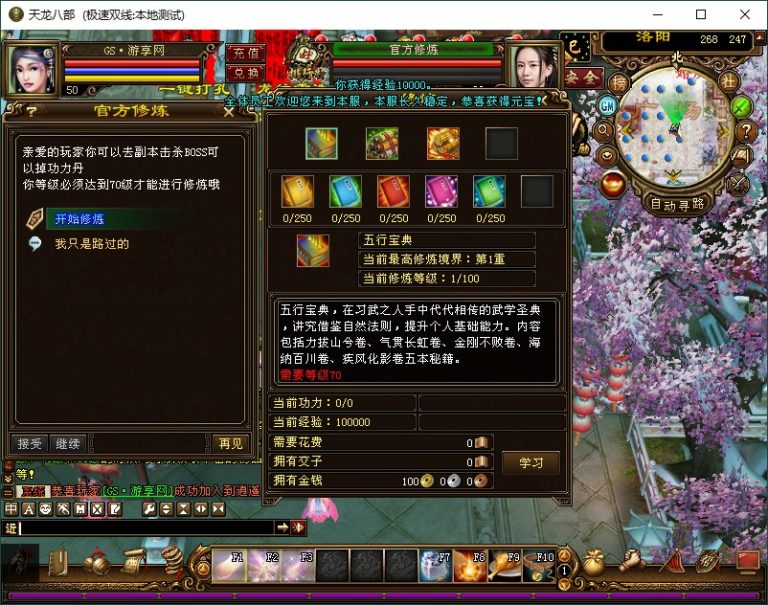 天龙八部 (极速双线:本地测试)
GS·游享网
充值
兑换
50
官方修炼
洛阳
268 247
北
安全
榜
社
GM
自动寻路
你获得经验10000。
全体员工欢迎您来到本服,本服长久稳定,恭喜获得元宝!
官方修炼
亲爱的玩家你可以去副本击杀BOSS可
以掉功力丹
你等级必须达到70级才能进行修炼哦
开始修炼
我只是路过的
接受
继续
再见
0/250
0/250
0/250
0/250
0/250
五行宝典
当前最高修炼境界:第1重
当前修炼等级:1/100
五行宝典,在习武之人手中代代相传的武学圣典
,讲究借鉴自然法则,提升个人基础能力。内容
包括力拔山兮卷、气贯长虹卷、金刚不败卷、海
纳百川卷、疾风化影卷五本秘籍。
需要等级70
当前功力:0/0
当前经验:100000
需要花费 0
拥有交子 0
拥有金钱 100 0 0
学习
等!
系统 恭喜玩家[GS·游享网]成功加入到逍遥
近
F1
F2
F3
F7
F8
F9
F10
1